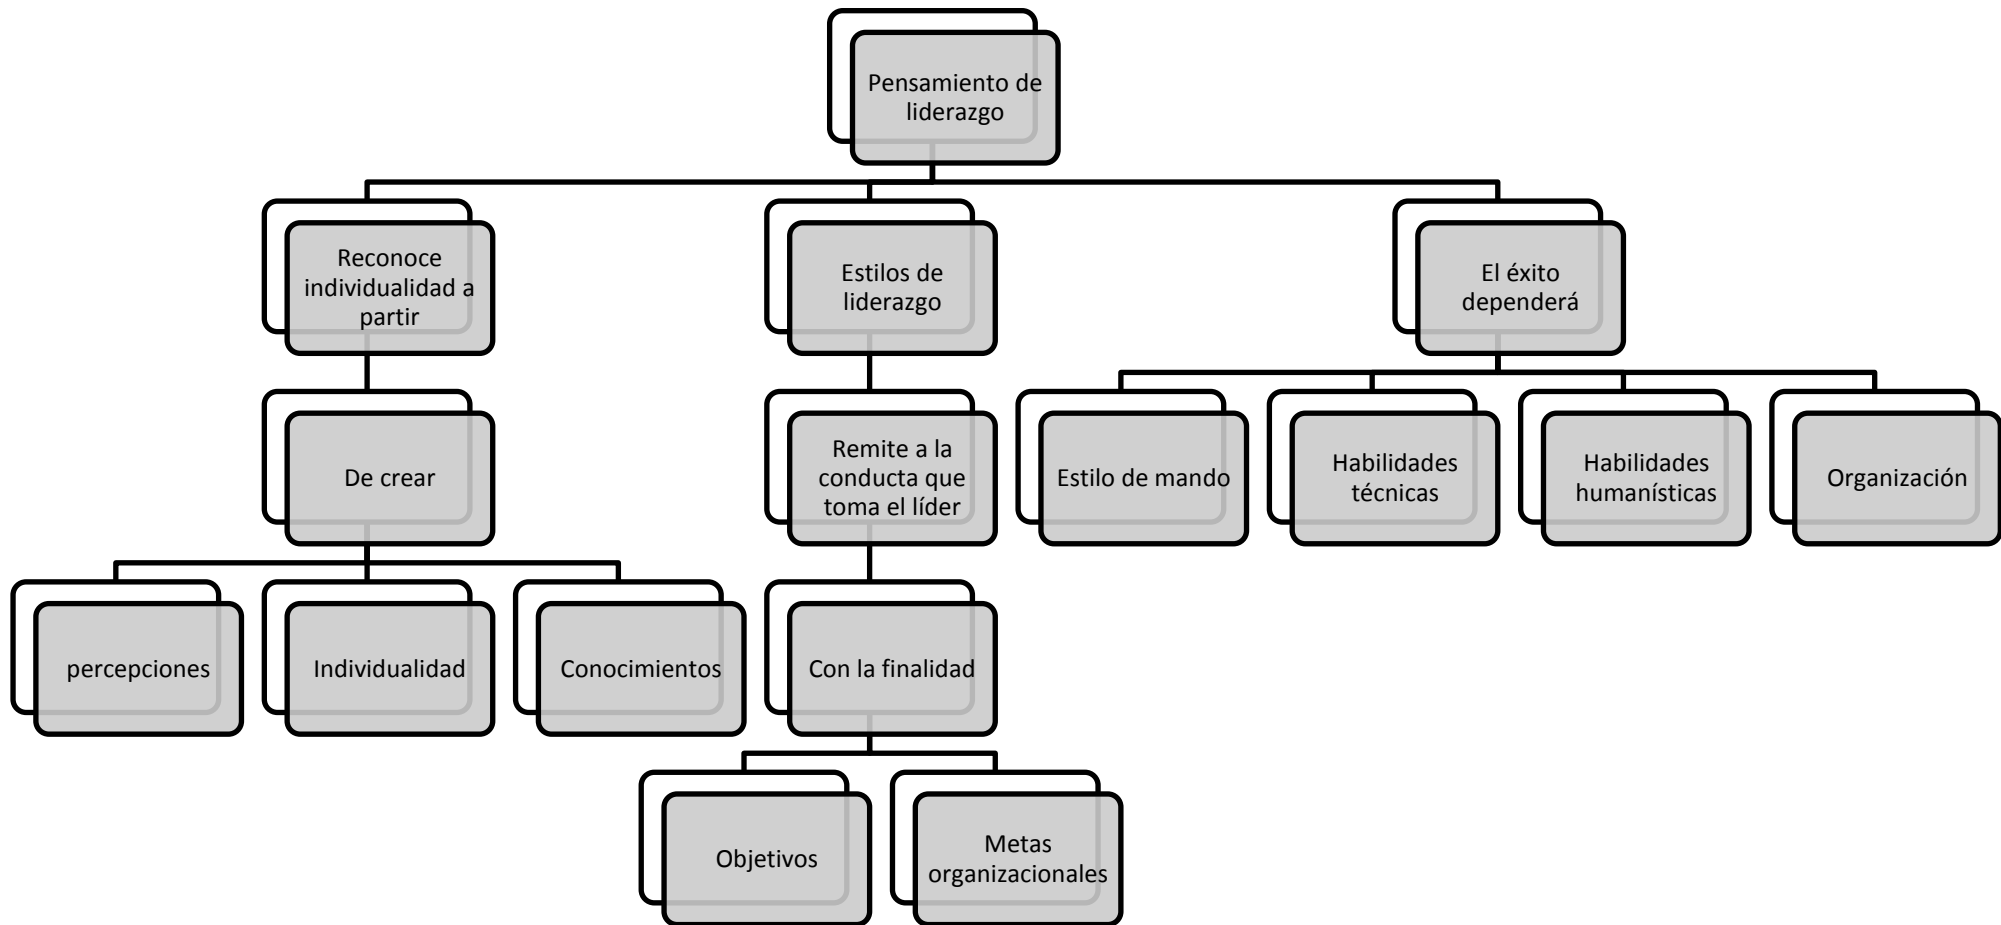 Pensamiento de
liderazgo
Reconoce
individualidad a
partir
Estilos de
liderazgo
El éxito
dependerá
De crear
Remite a la
conducta que
toma el líder
Estilo de mando
Habilidades
técnicas
Habilidades
humanísticas
Organización
percepciones
Individualidad
Conocimientos
Con la finalidad
Objetivos
Metas
organizacionales